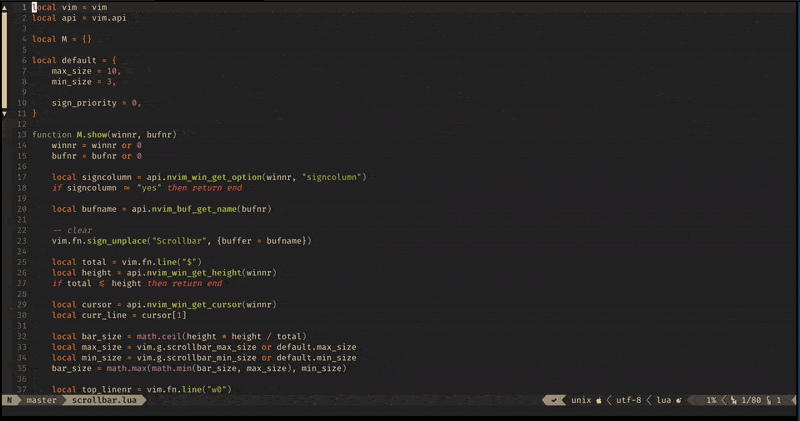 1 local vim = vim
2 local api = vim.api
3
4 local M = {}
5
6 local default = {
7     max_size = 10,
8     min_size = 3,
9
10     sign_priority = 0,
11 }
12
13 function M.show(winnr, bufnr)
14     winnr = winnr or 0
15     bufnr = bufnr or 0
16
17     local signcolumn = api.nvim_win_get_option(winnr, "signcolumn")
18     if signcolumn ~= "yes" then return end
19
20     local bufname = api.nvim_buf_get_name(bufnr)
21
22     -- clear
23     vim.fn.sign_unplace("Scrollbar", {buffer = bufname})
24
25     local total = vim.fn.line("$")
26     local height = api.nvim_win_get_height(winnr)
27     if total <= height then return end
28
29     local cursor = api.nvim_win_get_cursor(winnr)
30     local curr_line = cursor[1]
31
32     local bar_size = math.ceil(height * height / total)
33     local max_size = vim.g.scrollbar_max_size or default.max_size
34     local min_size = vim.g.scrollbar_min_size or default.min_size
35     bar_size = math.max(math.min(bar_size, max_size), min_size)
36
37     local top_linenr = vim.fn.line("w0")
N master scrollbar.lua unix utf-8 lua 1% 1/80 1